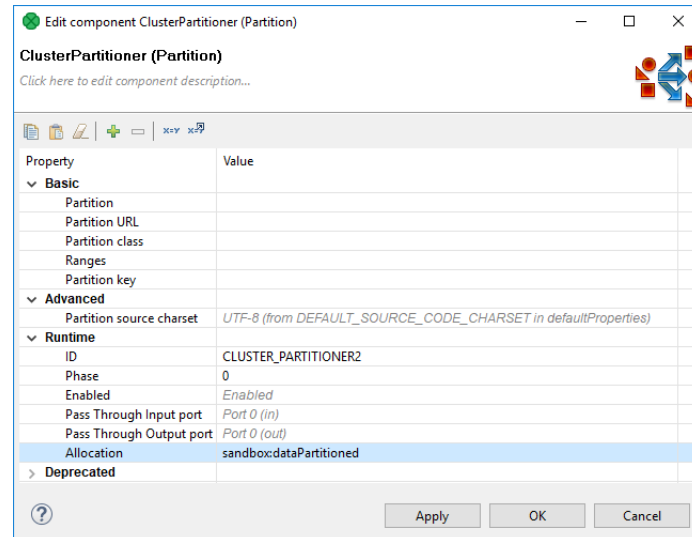 Edit component ClusterPartitioner (Partition)
ClusterPartitioner (Partition)
Click here to edit component description...
x=y x=?
Property Value
Basic
Partition
Partition URL
Partition class
Ranges
Partition key
Advanced
Partition source charset UTF-8 (from DEFAULT_SOURCE_CODE_CHARSET in defaultProperties)
Runtime
ID CLUSTER_PARTITIONER2
Phase 0
Enabled Enabled
Pass Through Input port Port 0 (in)
Pass Through Output port Port 0 (out)
Allocation sandbox:dataPartitioned
Deprecated
? Apply OK Cancel